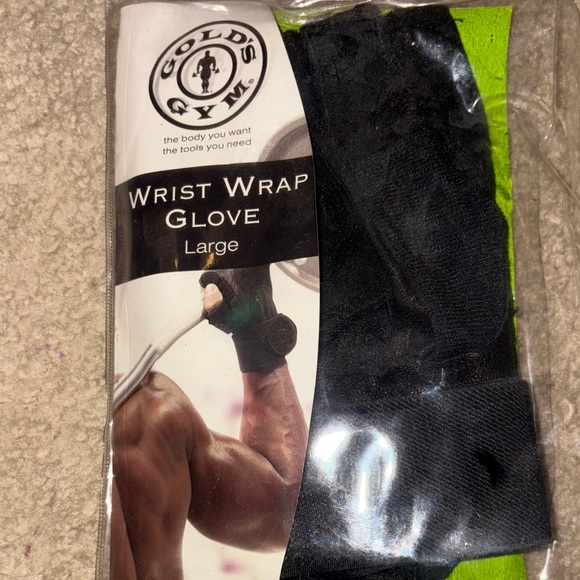 GOLD'S
GYM®
the body you want
the tools you need
WRIST WRAP
GLOVE
Large